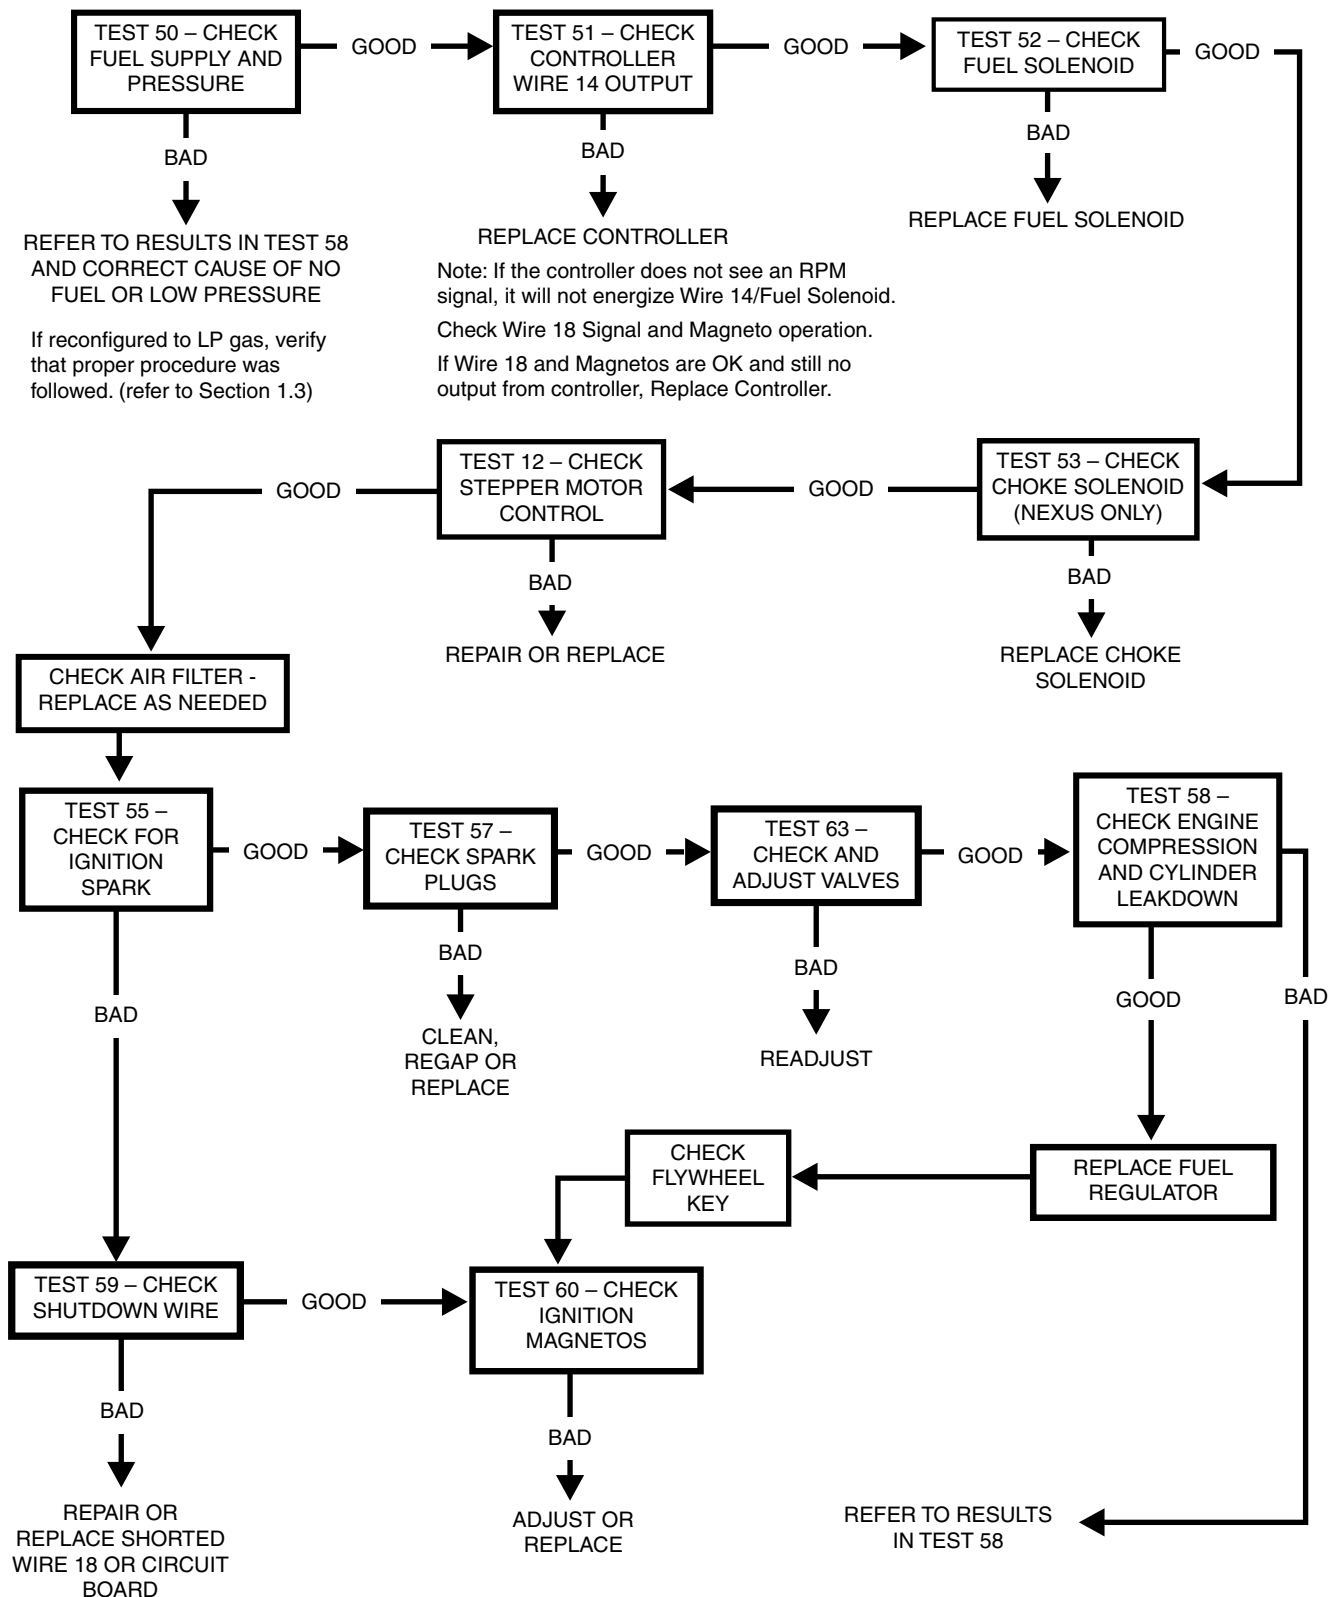 TEST 50 – CHECK
FUEL SUPPLY AND
PRESSURE
GOOD
TEST 51 – CHECK
CONTROLLER
WIRE 14 OUTPUT
GOOD
TEST 52 – CHECK
FUEL SOLENOID
GOOD
BAD
BAD
BAD
REFER TO RESULTS IN TEST 58
AND CORRECT CAUSE OF NO
FUEL OR LOW PRESSURE
If reconfigured to LP gas, verify
that proper procedure was
followed. (refer to Section 1.3)
REPLACE CONTROLLER
Note: If the controller does not see an RPM
signal, it will not energize Wire 14/Fuel Solenoid.
Check Wire 18 Signal and Magneto operation.
If Wire 18 and Magnetos are OK and still no
output from controller, Replace Controller.
REPLACE FUEL SOLENOID
TEST 53 – CHECK
CHOKE SOLENOID
(NEXUS ONLY)
GOOD
TEST 12 – CHECK
STEPPER MOTOR
CONTROL
GOOD
BAD
REPLACE CHOKE
SOLENOID
BAD
REPAIR OR REPLACE
CHECK AIR FILTER -
REPLACE AS NEEDED
TEST 55 –
CHECK FOR
IGNITION
SPARK
GOOD
TEST 57 –
CHECK SPARK
PLUGS
GOOD
TEST 63 –
CHECK AND
ADJUST VALVES
GOOD
TEST 58 –
CHECK ENGINE
COMPRESSION
AND CYLINDER
LEAKDOWN
BAD
BAD
CLEAN,
REGAP OR
REPLACE
BAD
READJUST
GOOD
BAD
REPLACE FUEL
REGULATOR
CHECK
FLYWHEEL
KEY
TEST 59 – CHECK
SHUTDOWN WIRE
GOOD
TEST 60 – CHECK
IGNITION
MAGNETOS
BAD
REPAIR OR
REPLACE SHORTED
WIRE 18 OR CIRCUIT
BOARD
BAD
ADJUST OR
REPLACE
REFER TO RESULTS
IN TEST 58